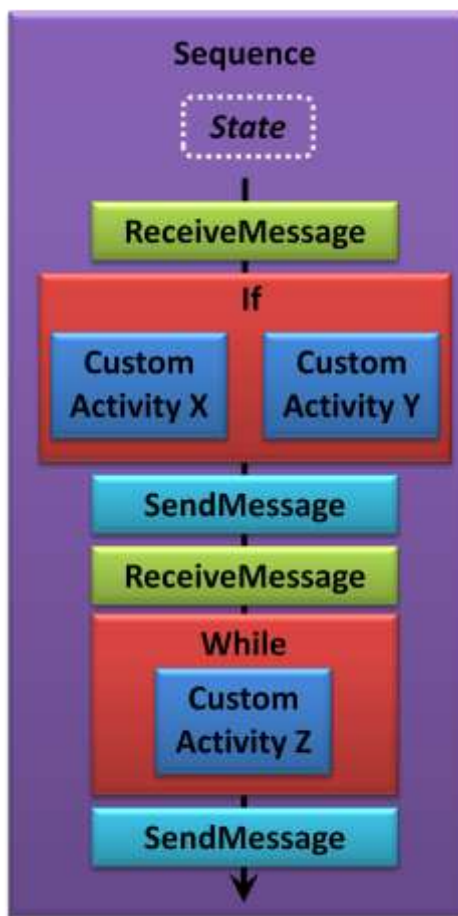 Sequence
State
ReceiveMessage
If
Custom
Activity X
Custom
Activity Y
SendMessage
ReceiveMessage
While
Custom
Activity Z
SendMessage